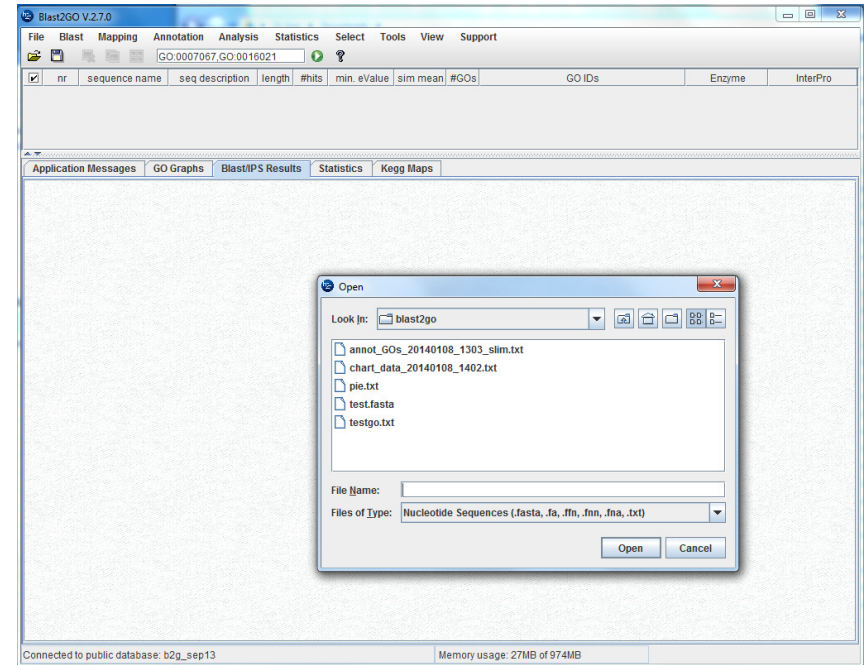 Blast2GO V.2.7.0
File Blast Mapping Annotation Analysis Statistics Select Tools View Support
GO:0007067,GO:0016021
nr sequence name seq description length #hits min. eValue sim mean #GOs GO IDs Enzyme InterPro
Application Messages GO Graphs Blast/IPS Results Statistics Kegg Maps
Open
Look In: blast2go
annot_GOs_20140108_1303_slim.txt
chart_data_20140108_1402.txt
pie.txt
test.fasta
testgo.txt
File Name:
Files of Type: Nucleotide Sequences (.fasta, .fa, .ffn, .fnn, .fna, .txt)
Open Cancel
Connected to public database: b2g_sep13 Memory usage: 27MB of 974MB